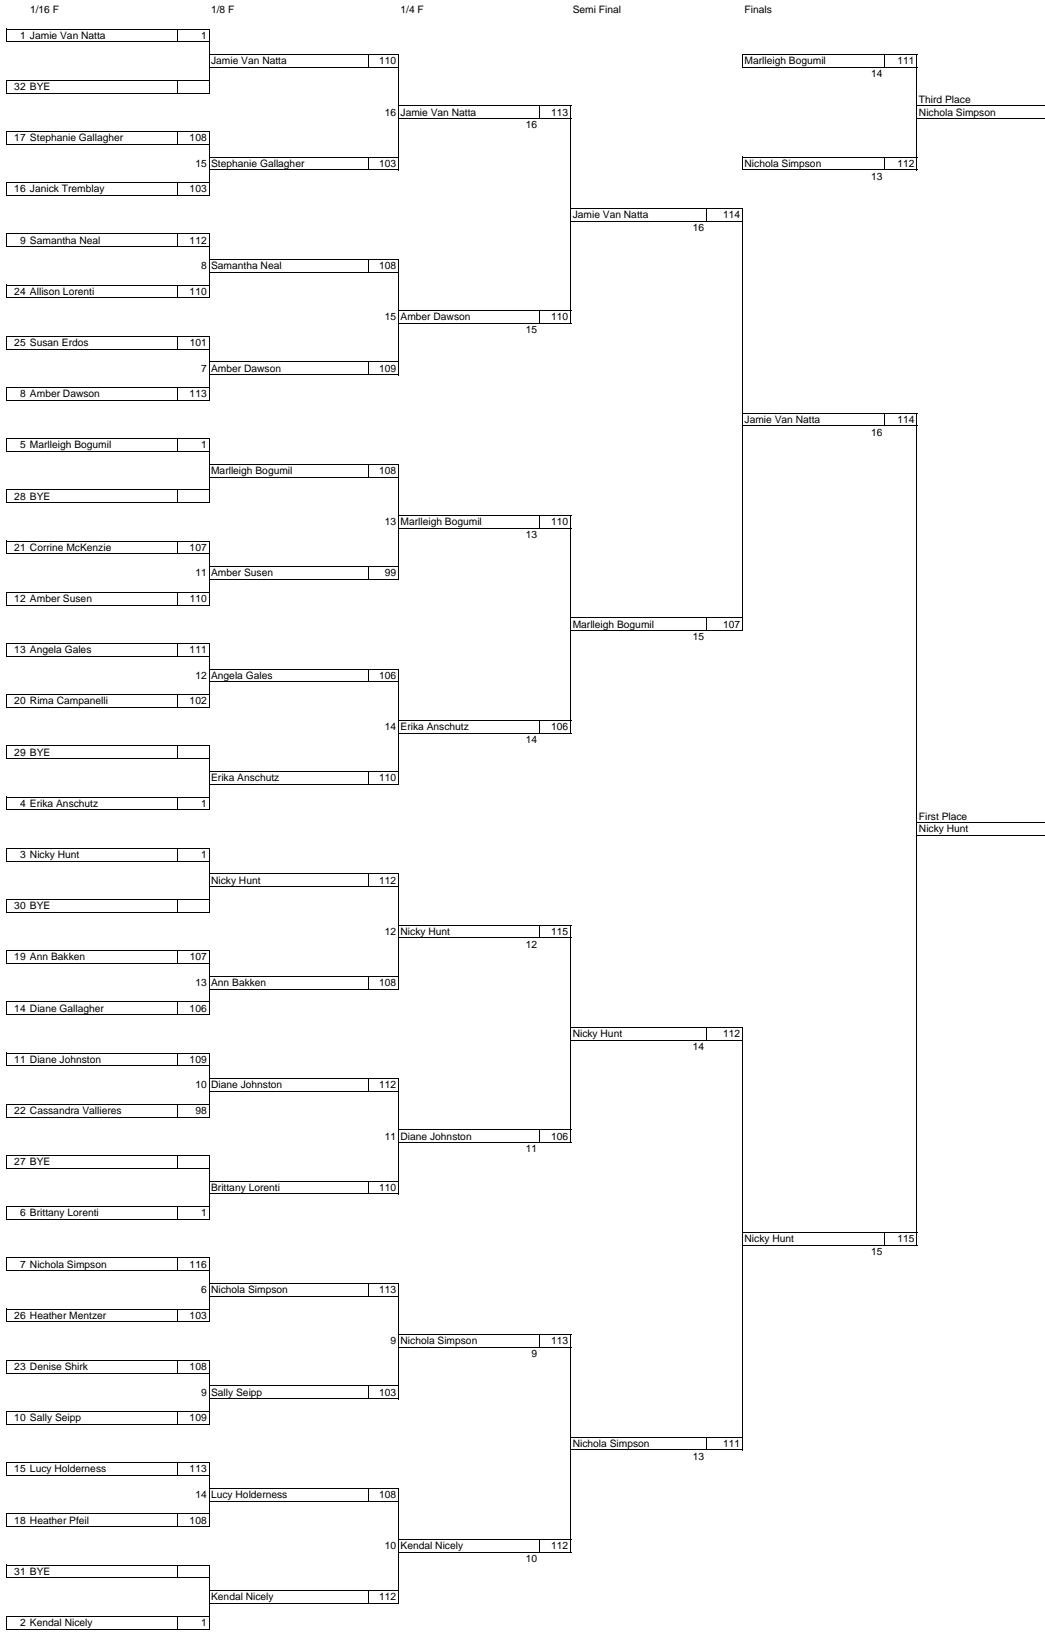 1/16 F 1/8 F 1/4 F Semi Final Finals
1 Jamie Van Natta 1
Jamie Van Natta 110 Marlleigh Bogumil 111
14
32 BYE
Third Place
16 Jamie Van Natta 113 Nichola Simpson
16
17 Stephanie Gallagher 108
15 Stephanie Gallagher 103 Nichola Simpson 112
13
16 Janick Tremblay 103
Jamie Van Natta 114
16
9 Samantha Neal 112
8 Samantha Neal 108
24 Allison Lorenti 110
15 Amber Dawson 110
15
25 Susan Erdos 101
7 Amber Dawson 109
8 Amber Dawson 113
Jamie Van Natta 114
16
5 Marlleigh Bogumil 1
Marlleigh Bogumil 108
28 BYE
13 Marlleigh Bogumil 110
13
21 Corrine McKenzie 107
11 Amber Susen 99
12 Amber Susen 110
Marlleigh Bogumil 107
15
13 Angela Gales 111
12 Angela Gales 106
20 Rima Campanelli 102
14 Erika Anschutz 106
14
29 BYE
Erika Anschutz 110
4 Erika Anschutz 1
First Place
Nicky Hunt
3 Nicky Hunt 1
Nicky Hunt 112
30 BYE
12 Nicky Hunt 115
12
19 Ann Bakken 107
13 Ann Bakken 108
14 Diane Gallagher 106
Nicky Hunt 112
14
11 Diane Johnston 109
10 Diane Johnston 112
22 Cassandra Vallieres 98
11 Diane Johnston 106
11
27 BYE
Brittany Lorenti 110
6 Brittany Lorenti 1
Nicky Hunt 115
15
7 Nichola Simpson 116
6 Nichola Simpson 113
26 Heather Mentzer 103
9 Nichola Simpson 113
9
23 Denise Shirk 108
9 Sally Seipp 103
10 Sally Seipp 109
Nichola Simpson 111
13
15 Lucy Holderness 113
14 Lucy Holderness 108
18 Heather Pfeil 108
10 Kendal Nicely 112
10
31 BYE
Kendal Nicely 112
2 Kendal Nicely 1